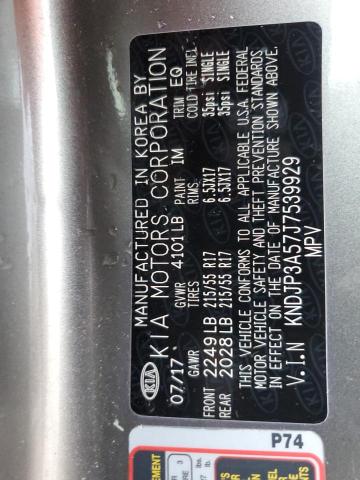 MANUFACTURED IN KOREA BY
KIA KIA MOTORS CORPORATION
07/17 GVWR 4101LB PAINT IM TRIM EQ
GAWR TIRES RIMS COLD TIRE INFL
FRONT 2249LB 215/55 R17 6.5JX17 35psi SINGLE
REAR 2028LB 215/55 R17 6.5JX17 35psi SINGLE
THIS VEHICLE CONFORMS TO ALL APPLICABLE U.S.A. FEDERAL
MOTOR VEHICLE SAFETY AND THEFT PREVENTION STANDARDS
IN EFFECT ON THE DATE OF MANUFACTURE SHOWN ABOVE.
V.I.N KNDJP3A57J7539929
MPV
P74